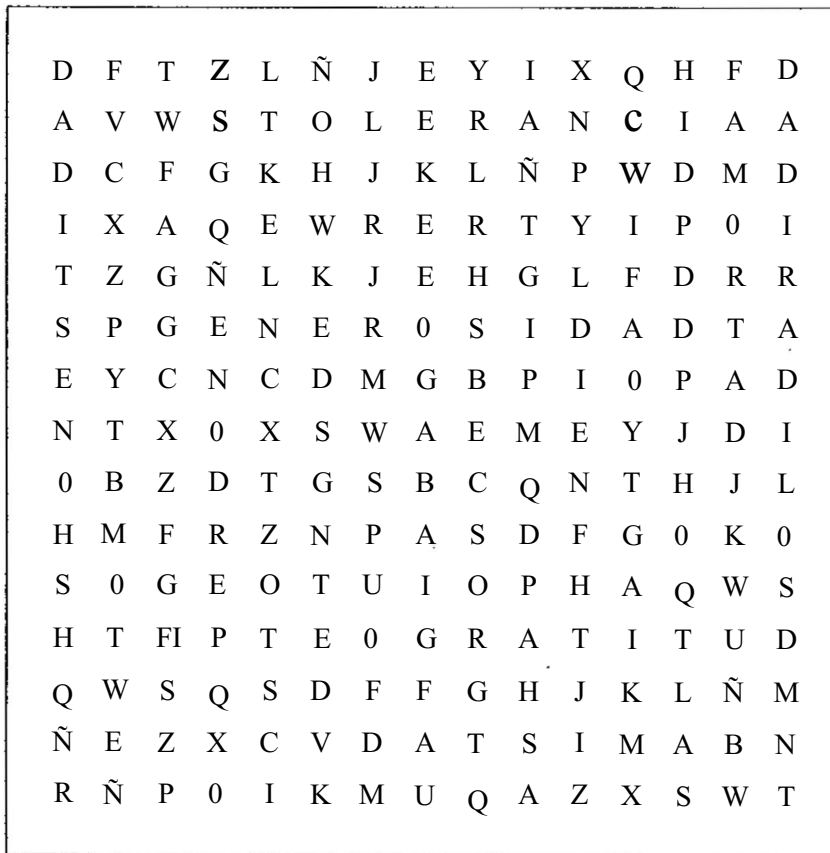 D F T Z L Ñ J E Y I X Q H F D
A V W S T O L E R A N C I A A
D C F G K H J K L Ñ P W D M D
I X A Q E W R E R T Y I P 0 I
T Z G Ñ L K J E H G L F D R R
S P G E N E R 0 S I D A D T A
E Y C N C D M G B P I 0 P A D
N T X 0 X S W A E M E Y J D I
0 B Z D T G S B C Q N T H J L
H M F R Z N P A S D F G 0 K 0
S 0 G E O T U I O P H A Q W S
H T FI P T E 0 G R A T I T U D
Q W S Q S D F F G H J K L Ñ M
Ñ E Z X C V D A T S I M A B N
R Ñ P 0 I K M U Q A Z X S W T